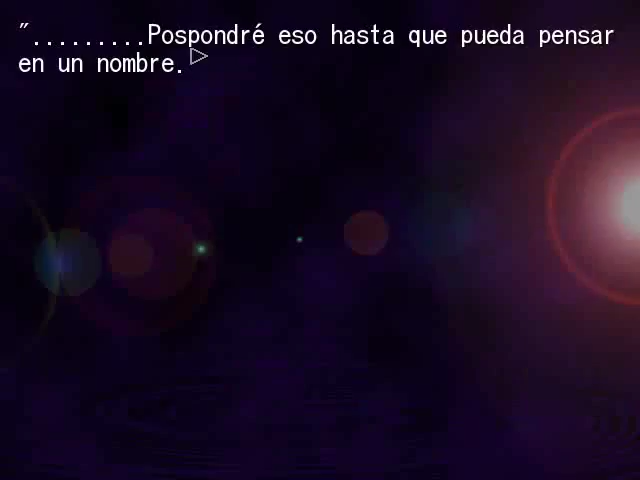 ".........Pospondré eso hasta que pueda pensar
en un nombre.